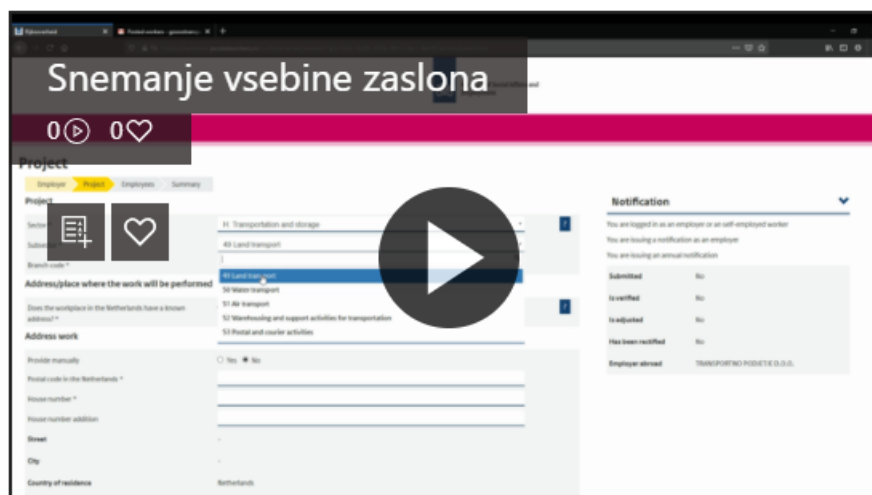 Rijksoverheid
Snemanje vsebine zaslona
0 0
Project
Employer Project Employees Summary
Project
Notification
Sector
H Transportation and storage
?
You are logged in as an employer or an self-employed worker
49 Land transport
You are issuing a notification as an employer
Branch code *
You are issuing an annual notification
49 Land transport
Submitted No
Address/place where the work will be performed
50 Water transport
51 Air transport
Is verified No
Does the workplace in the Netherlands have a known address? *
?
52 Warehousing and support activities for transportation
Is adjusted No
53 Postal and courier activities
Address work
Has been rectified No
Provide manually Yes No
Employer abroad TRANSPORTNO PODJETJE D.O.O.
Postal code in the Netherlands *
House number *
House number addition
Street -
City -
Country of residence Netherlands